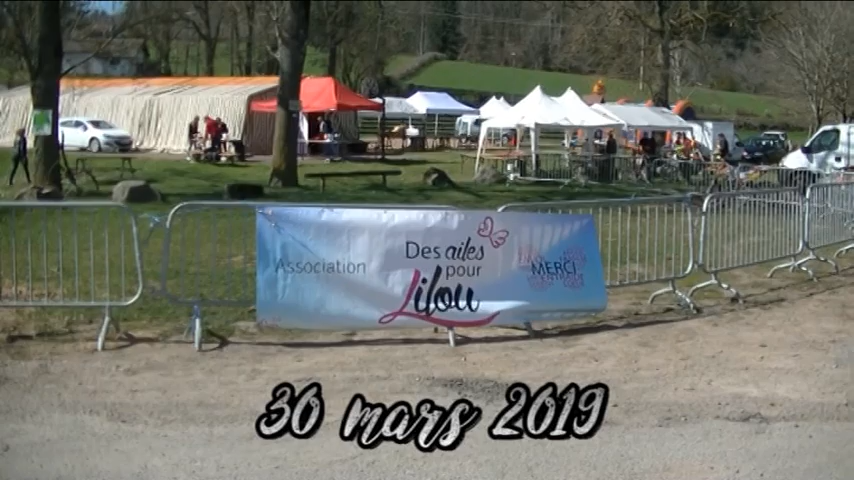 Association
Des ailes
pour
Lilou
MERCI
30 mars 2019